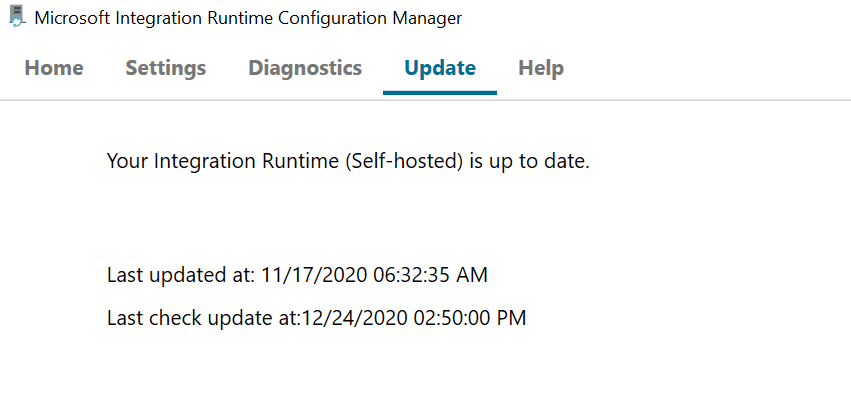 Microsoft Integration Runtime Configuration Manager
Home Settings Diagnostics Update Help
Your Integration Runtime (Self-hosted) is up to date.
Last updated at: 11/17/2020 06:32:35 AM
Last check update at:12/24/2020 02:50:00 PM